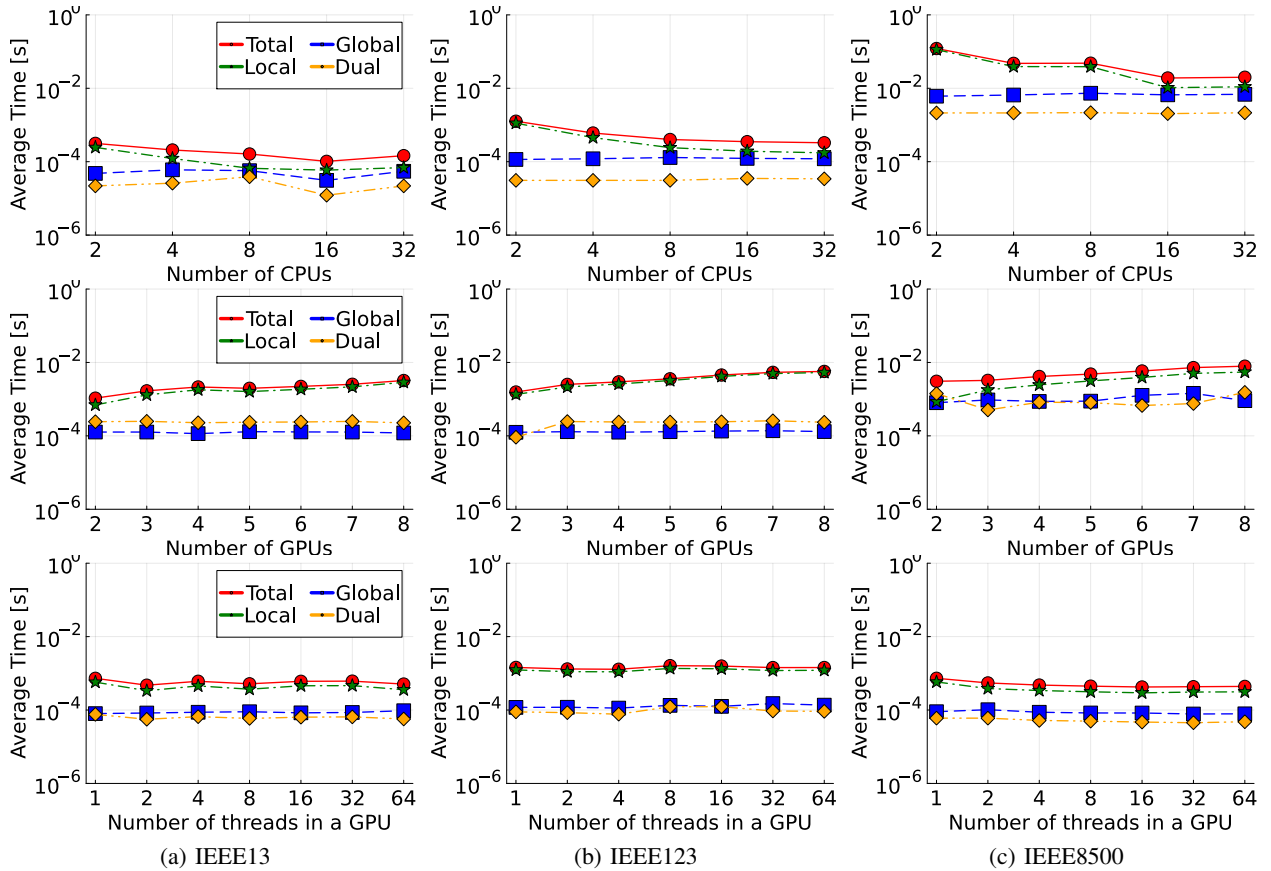 10^0 10^0 10^0
Total Global
Local Dual
10^−2 10^−2 10^−2
10^−4 10^−4 10^−4
10^−6 10^−6 10^−6
Average Time [s] Average Time [s] Average Time [s]
2 4 8 16 32 2 4 8 16 32 2 4 8 16 32
Number of CPUs Number of CPUs Number of CPUs
10^0 10^0 10^0
Total Global
Local Dual
10^−2 10^−2 10^−2
10^−4 10^−4 10^−4
10^−6 10^−6 10^−6
Average Time [s] Average Time [s] Average Time [s]
2 3 4 5 6 7 8 2 3 4 5 6 7 8 2 3 4 5 6 7 8
Number of GPUs Number of GPUs Number of GPUs
10^0 10^0 10^0
Total Global
Local Dual
10^−2 10^−2 10^−2
10^−4 10^−4 10^−4
10^−6 10^−6 10^−6
Average Time [s] Average Time [s] Average Time [s]
1 2 4 8 16 32 64 1 2 4 8 16 32 64 1 2 4 8 16 32 64
Number of threads in a GPU Number of threads in a GPU Number of threads in a GPU
(a) IEEE13 (b) IEEE123 (c) IEEE8500